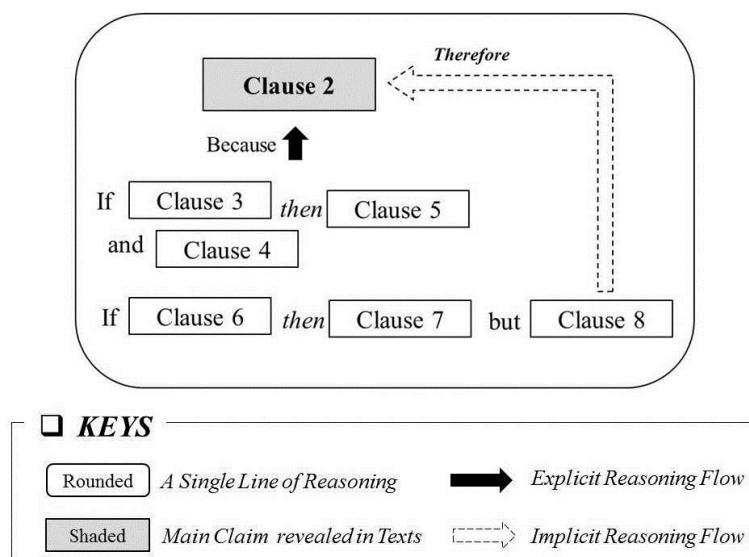 Therefore
Clause 2
Because
If Clause 3 then Clause 5
and Clause 4
If Clause 6 then Clause 7 but Clause 8
❑ KEYS
Rounded A Single Line of Reasoning Explicit Reasoning Flow
Shaded Main Claim revealed in Texts Implicit Reasoning Flow